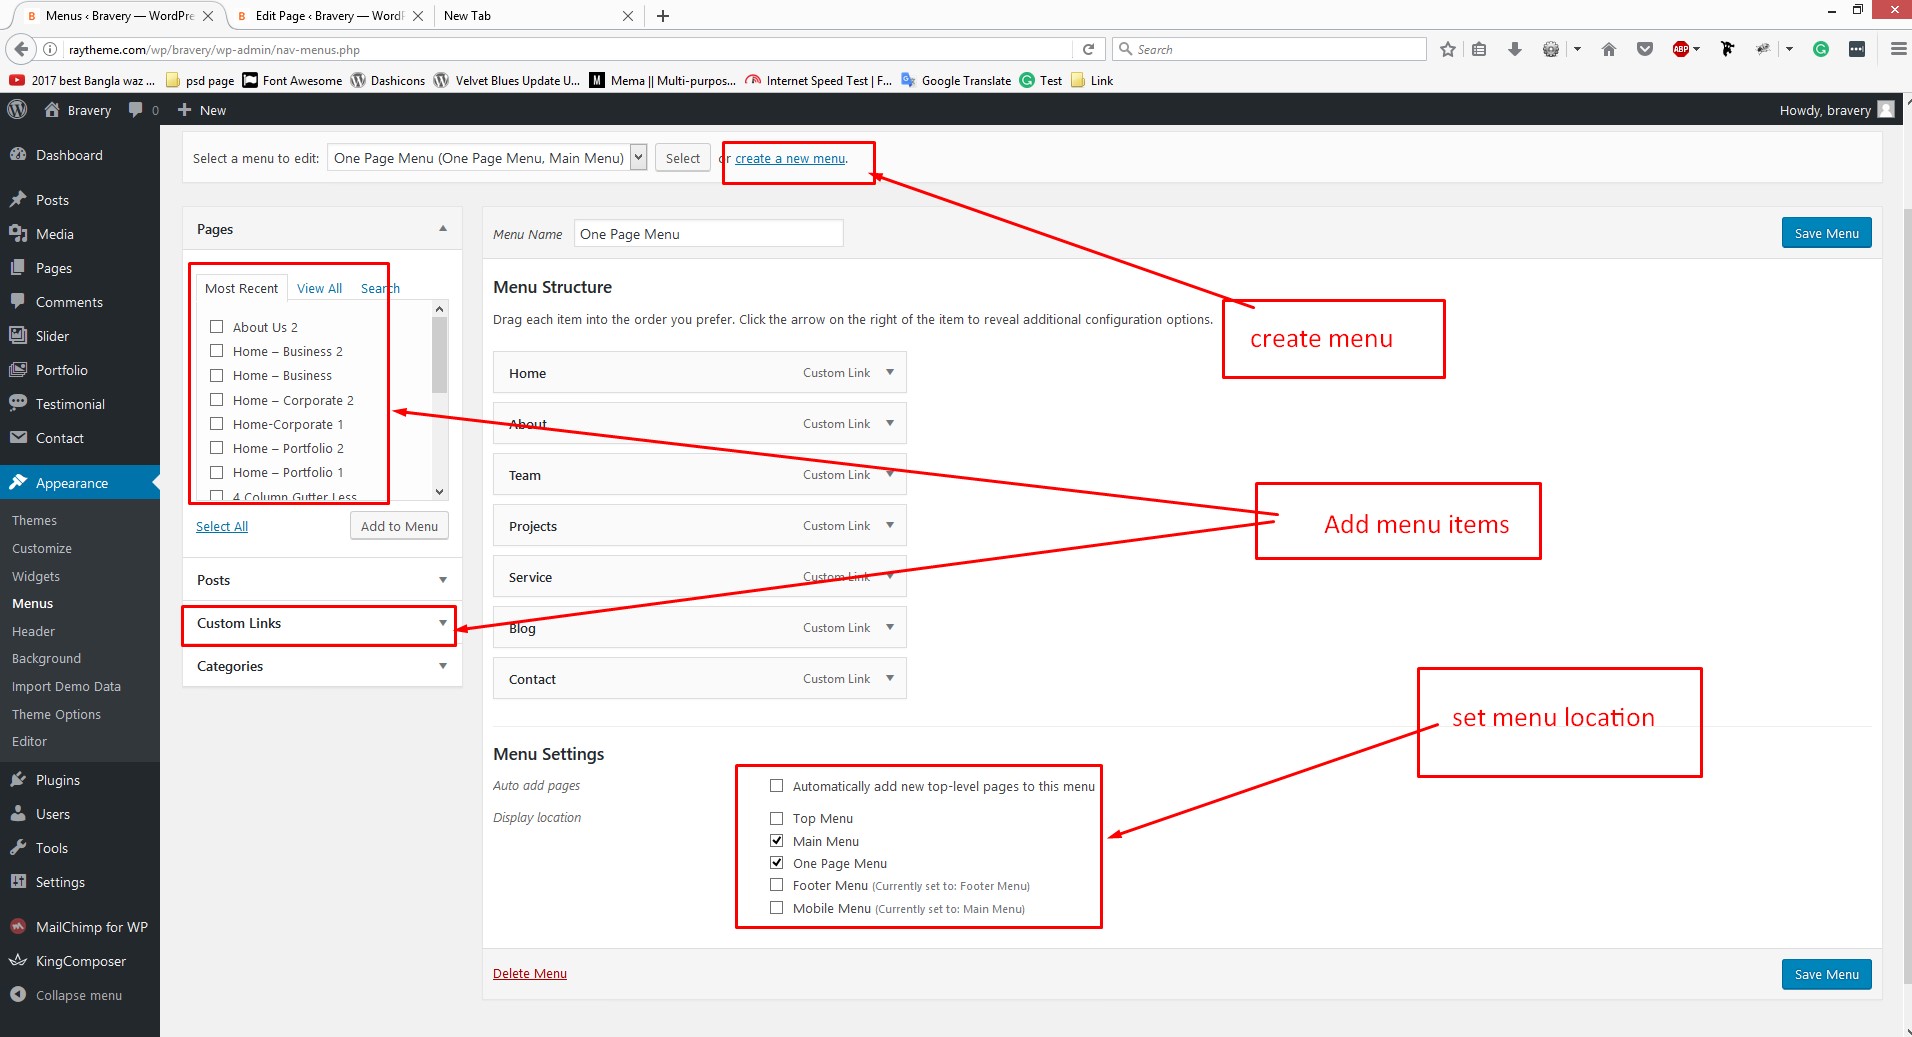 Menus ‹ Bravery — WordPre
Edit Page ‹ Bravery — WordF
New Tab
raytheme.com/wp/bravery/wp-admin/nav-menus.php
Search
2017 best Bangla waz ...
psd page
Font Awesome
Dashicons
Velvet Blues Update U...
M
Mema || Multi-purpos...
Internet Speed Test | F...
Google Translate
Test
Link
ABP
Bravery
0
New
Howdy, bravery
Dashboard
Posts
Media
Pages
Comments
Slider
Portfolio
Testimonial
Contact
Appearance
Themes
Customize
Widgets
Menus
Header
Background
Import Demo Data
Theme Options
Editor
Plugins
Users
Tools
Settings
MailChimp for WP
KingComposer
Collapse menu
Select a menu to edit: One Page Menu (One Page Menu, Main Menu) Select or create a new menu.
Pages
Most Recent View All Search
About Us 2
Home – Business 2
Home – Business
Home – Corporate 2
Home-Corporate 1
Home – Portfolio 2
Home – Portfolio 1
4 Column Gutter Less
Select All
Add to Menu
Posts
Custom Links
Categories
Menu Name One Page Menu
Save Menu
Menu Structure
Drag each item into the order you prefer. Click the arrow on the right of the item to reveal additional configuration options.
Home Custom Link
About Custom Link
Team Custom Link
Projects Custom Link
Service Custom Link
Blog Custom Link
Contact Custom Link
create menu
Add menu items
set menu location
Menu Settings
Auto add pages
Automatically add new top-level pages to this menu
Display location
Top Menu
Main Menu
One Page Menu
Footer Menu (Currently set to: Footer Menu)
Mobile Menu (Currently set to: Main Menu)
Delete Menu
Save Menu